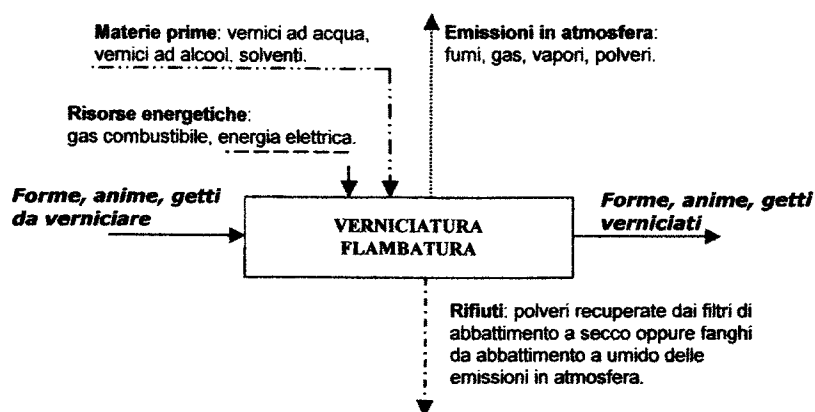 Materie prime: vernici ad acqua,
vernici ad alcool. solventi.
Emissioni in atmosfera:
fumi, gas, vapori, polveri.
Risorse energetiche:
gas combustibile, energia elettrica.
Forme, anime, getti
da verniciare
VERNICIATURA
FLAMBATURA
Forme, anime, getti
verniciati
Rifiuti: polveri recuperate dai filtri di
abbattimento a secco oppure fanghi
da abbattimento a umido delle
emissioni in atmosfera.